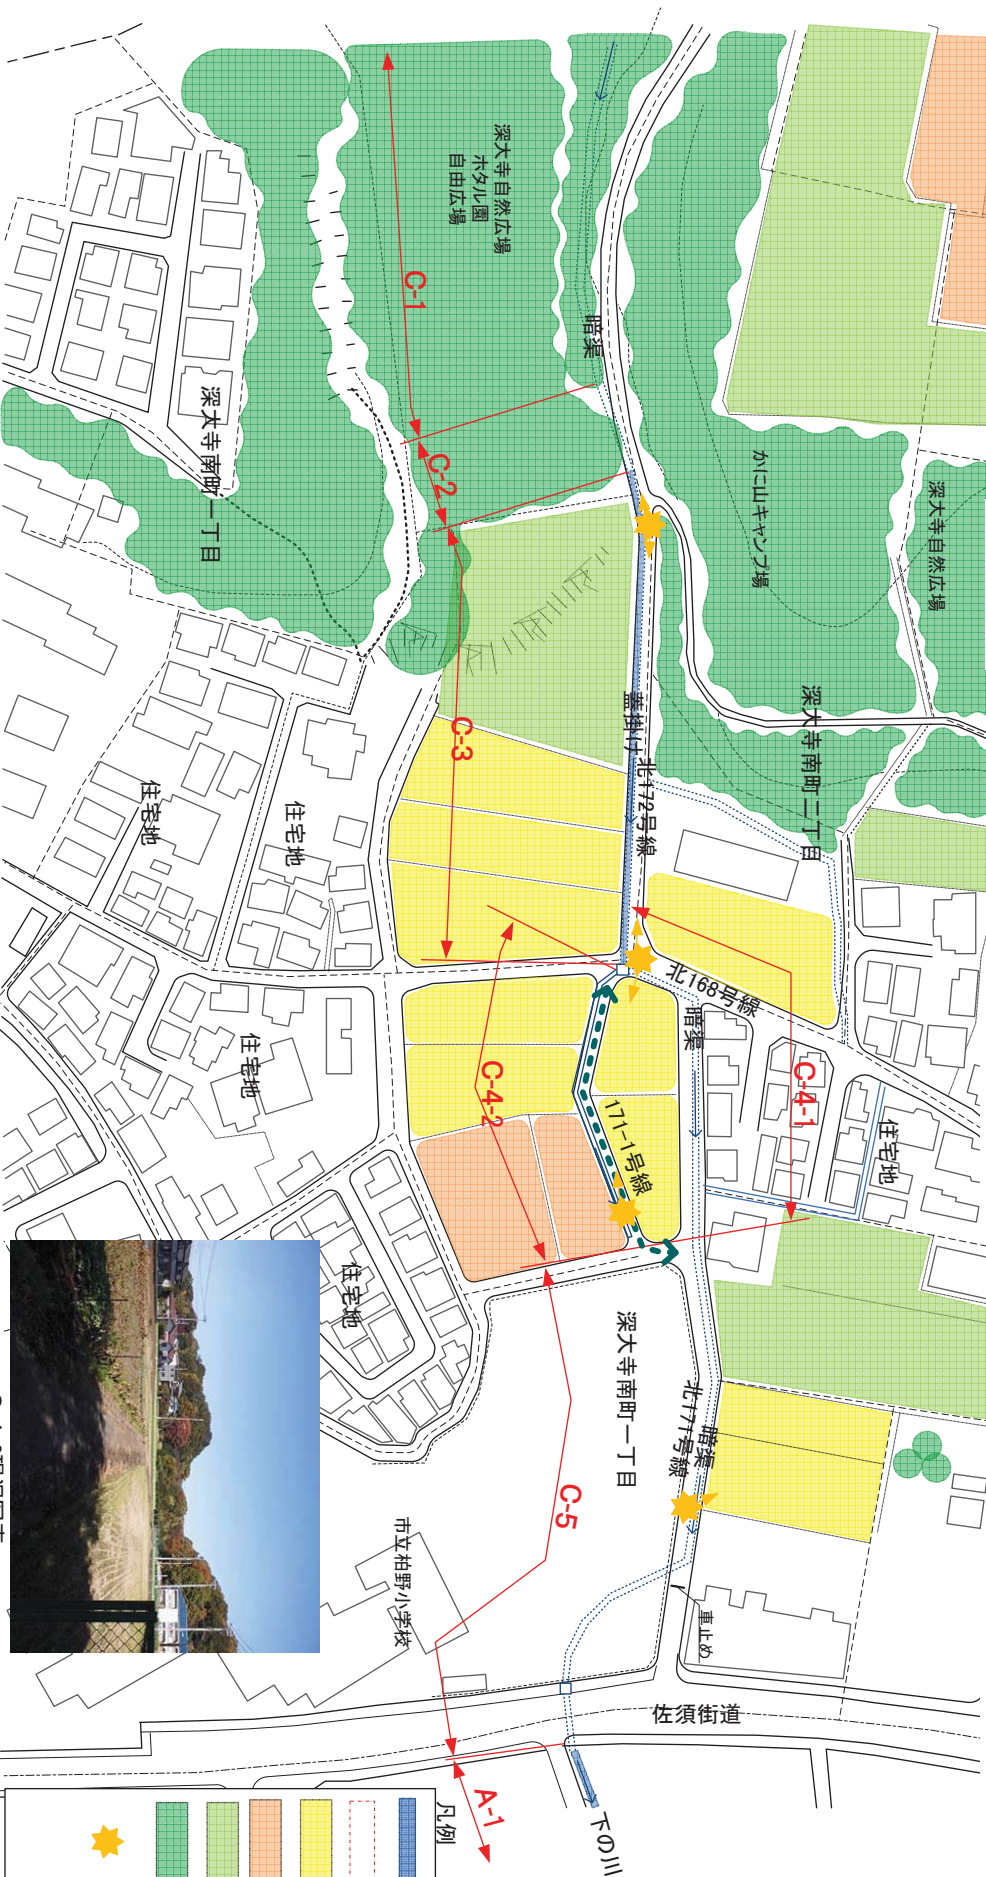 深大寺自然広場
ホタル園
自由広場
C-1
暗渠
C-2
深大寺南町一丁目
かに山キャンプ場
深大寺自然広場
深大寺南町二丁目
C-3
蓋掛け
北172号線
住宅地
住宅地
北168号線
暗渠
C-4-1
住宅地
C-4-2
171-1号線
住宅地
住宅地
深大寺南町一丁目
暗渠
北171号線
C-5
市立柏野小学校
車止め
佐須街道
A-1
下の川
凡例